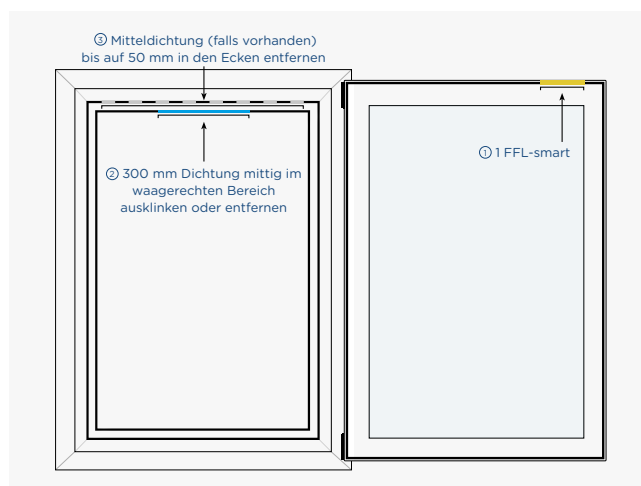 ③ Mitteldichtung (falls vorhanden)
bis auf 50 mm in den Ecken entfernen
① 1 FFL-smart
② 300 mm Dichtung mittig im
waagerechten Bereich
ausklinken oder entfernen